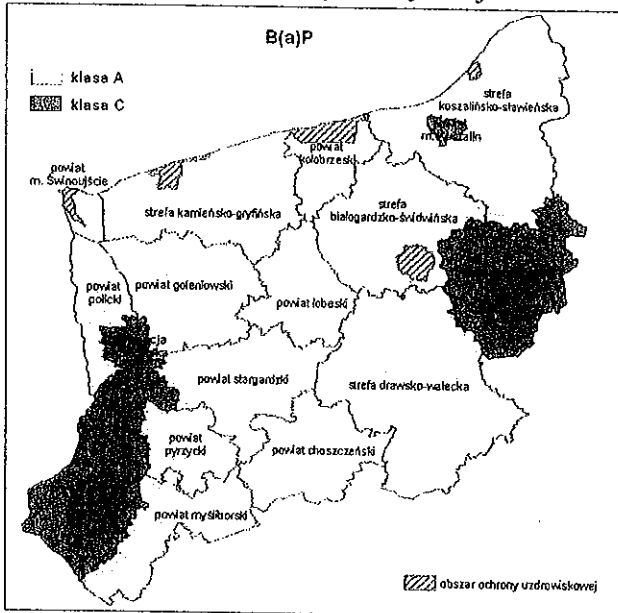 B(a)P
klasa A
klasa C
strefa
koszalińsko-sławieńska
powiat
kołobrzeski
powiat
m. Świnoujście
strefa kamieńsko-gryfińska
strefa
białogardzko-świdwińska
powiat
policki
powiat goleniowski
powiat łobeski
powiat stargardzki
strefa drawsko-wałecka
powiat
pyrzycki
powiat choszczeński
powiat myśliborski
obszar ochrony uzdrowiskowej